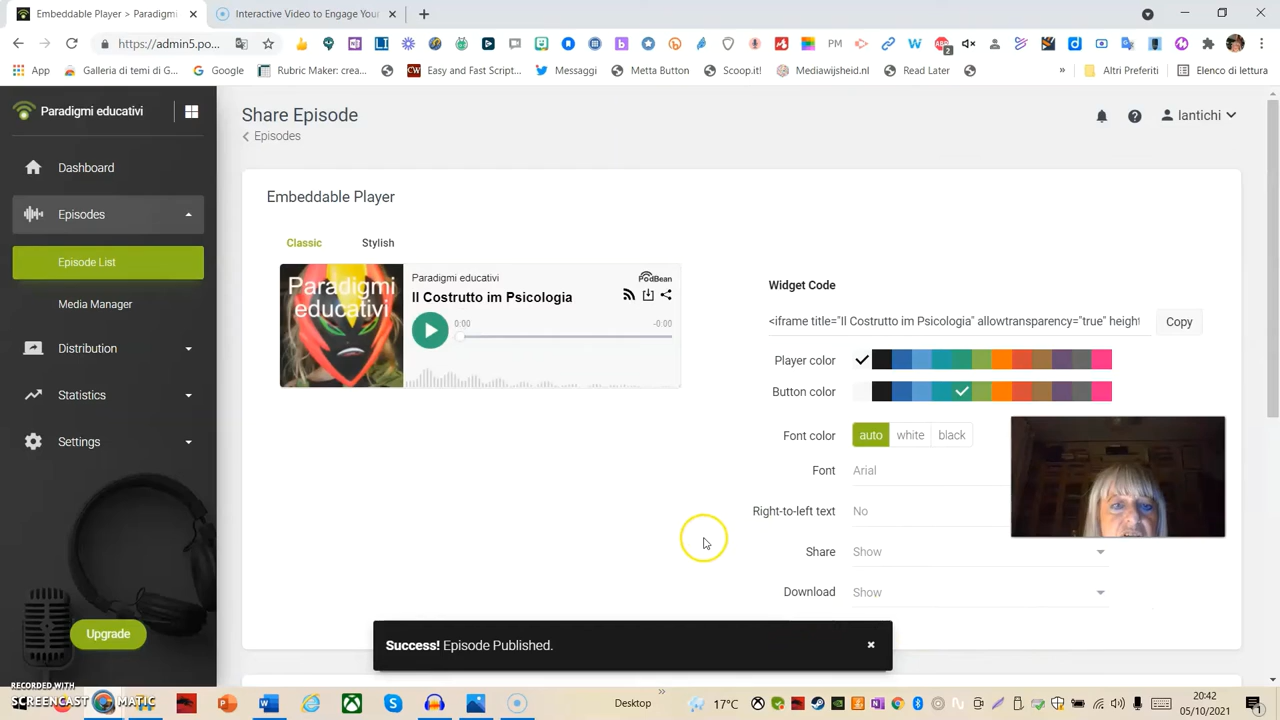 Embeddable Player > Paradigmi
Interactive Video to Engage Your
https://admin5.po...
PM
2
App
Galleria di temi di G...
Google
Rubric Maker: crea...
CW
Easy and Fast Script...
Messaggi
Metta Button
Scoop.it!
Mediawijsheid.nl
Read Later
»
Altri Preferiti
Elenco di lettura
Paradigmi educativi
Dashboard
Episodes
Episode List
Media Manager
Distribution
Statistics
Settings
Upgrade
Share Episode
Episodes
lantichi
Embeddable Player
Classic
Stylish
Paradigmi
educativi
Paradigmi educativi
PODBEAN
Il Costrutto im Psicologia
0:00
-0:00
Widget Code
<iframe title="Il Costrutto im Psicologia" allowtransparency="true" height
Copy
Player color
Button color
Font color
auto
white
black
Font
Arial
Right-to-left text
No
Share
Show
Download
Show
Success! Episode Published.
RECORDED WITH
SCREENCAST MATIC
Desktop
»
17°C
20:42
05/10/2021
1